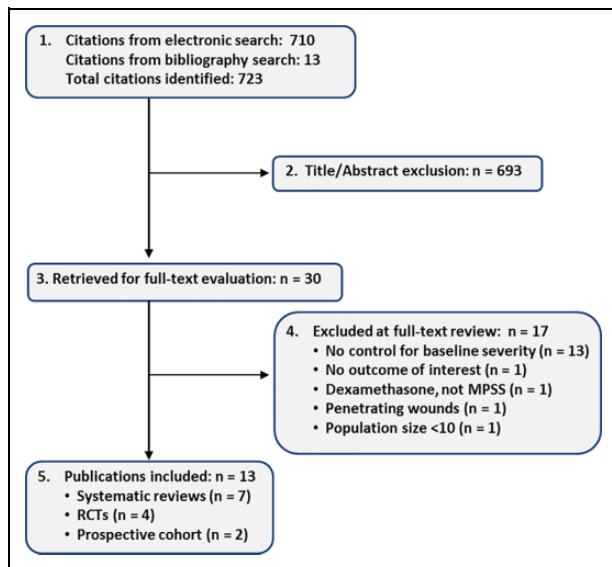 1. Citations from electronic search: 710
Citations from bibliography search: 13
Total citations identified: 723
2. Title/Abstract exclusion: n = 693
3. Retrieved for full-text evaluation: n = 30
4. Excluded at full-text review: n = 17
• No control for baseline severity (n = 13)
• No outcome of interest (n = 1)
• Dexamethasone, not MPSS (n = 1)
• Penetrating wounds (n = 1)
• Population size <10 (n = 1)
5. Publications included: n = 13
• Systematic reviews (n = 7)
• RCTs (n = 4)
• Prospective cohort (n = 2)